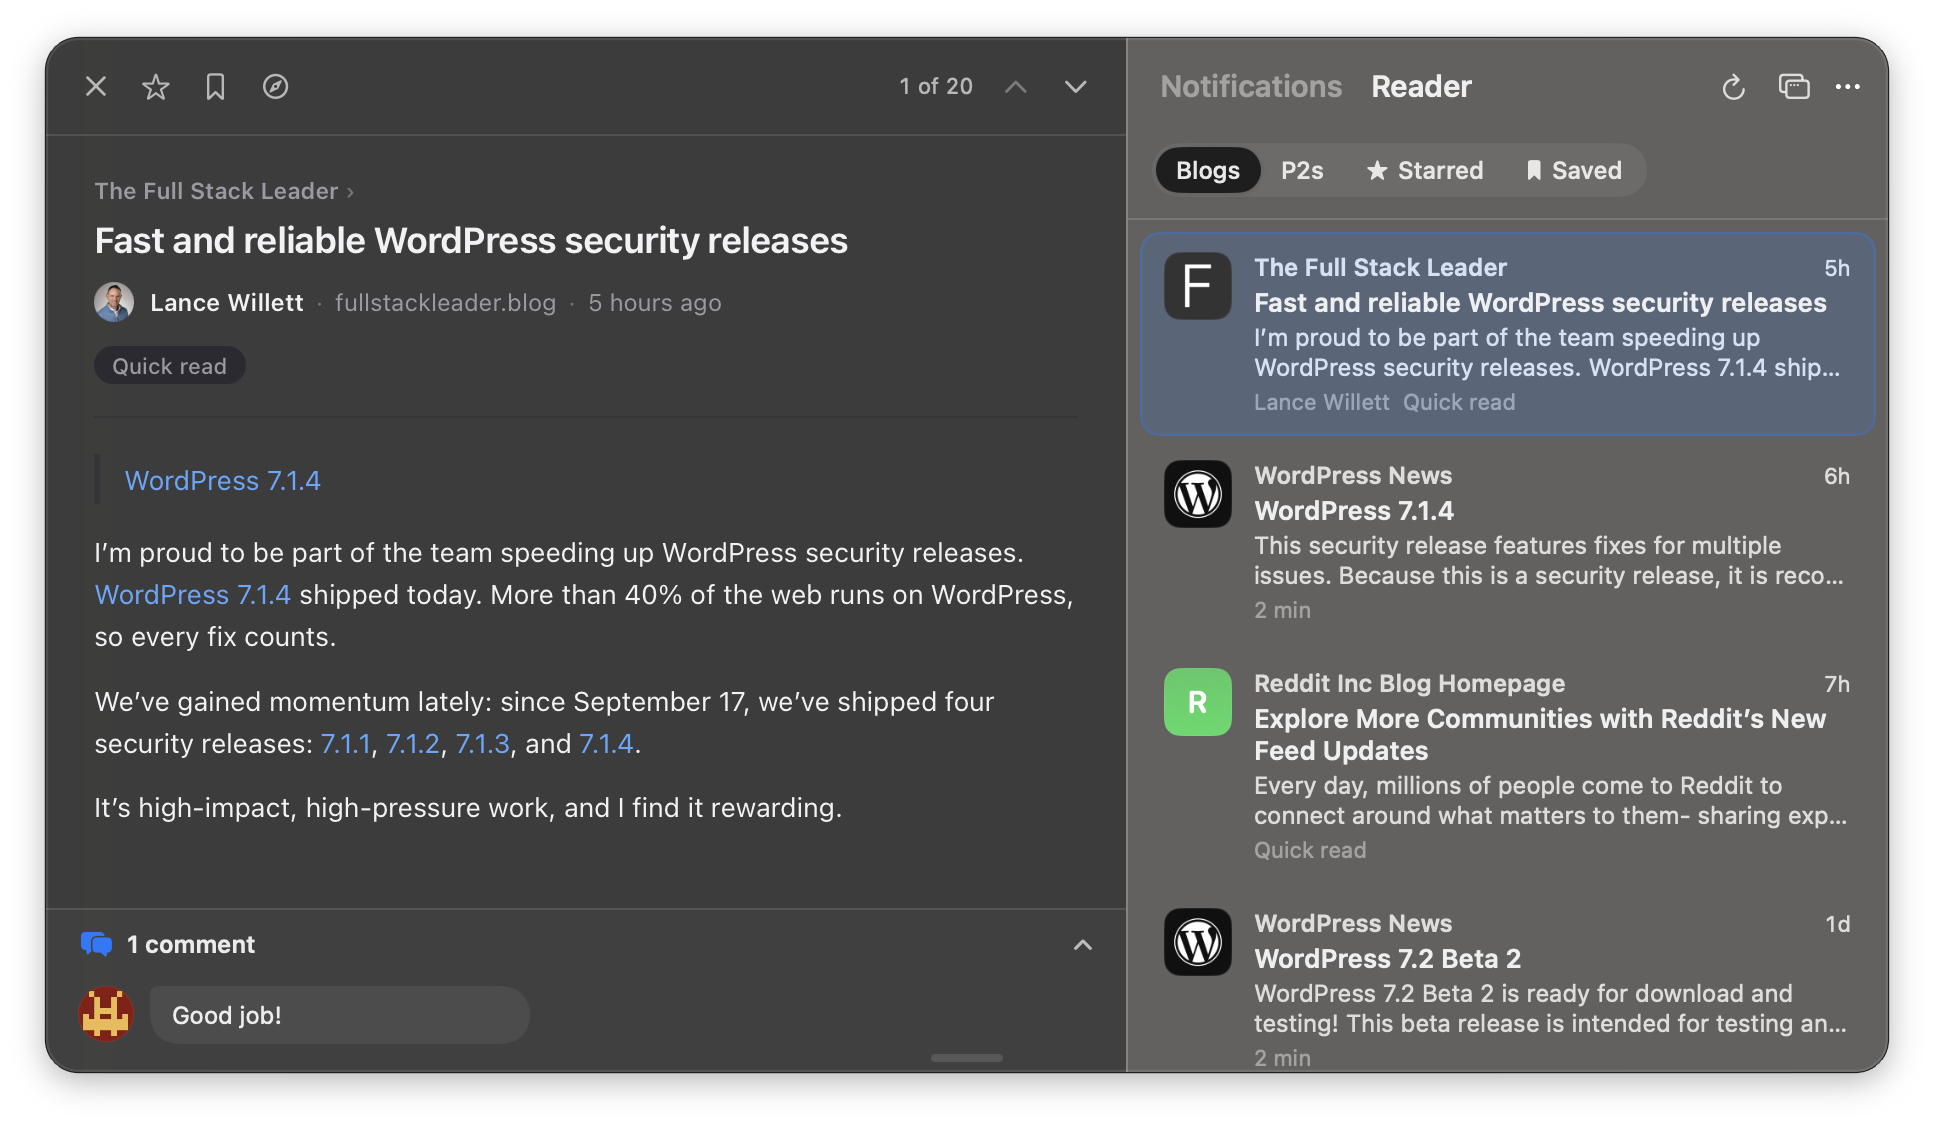 1 of 20
The Full Stack Leader ›
Fast and reliable WordPress security releases
Lance Willett · fullstackleader.blog · 5 hours ago
Quick read
WordPress 7.1.4
I’m proud to be part of the team speeding up WordPress security releases.
WordPress 7.1.4 shipped today. More than 40% of the web runs on WordPress,
so every fix counts.
We’ve gained momentum lately: since September 17, we’ve shipped four
security releases: 7.1.1, 7.1.2, 7.1.3, and 7.1.4.
It’s high-impact, high-pressure work, and I find it rewarding.
1 comment
Good job!
Notifications Reader
Blogs P2s Starred Saved
F
The Full Stack Leader 5h
Fast and reliable WordPress security releases
I’m proud to be part of the team speeding up
WordPress security releases. WordPress 7.1.4 ship...
Lance Willett Quick read
WordPress News 6h
WordPress 7.1.4
This security release features fixes for multiple
issues. Because this is a security release, it is reco...
2 min
R
Reddit Inc Blog Homepage 7h
Explore More Communities with Reddit’s New
Feed Updates
Every day, millions of people come to Reddit to
connect around what matters to them- sharing exp...
Quick read
WordPress News 1d
WordPress 7.2 Beta 2
WordPress 7.2 Beta 2 is ready for download and
testing! This beta release is intended for testing an...
2 min